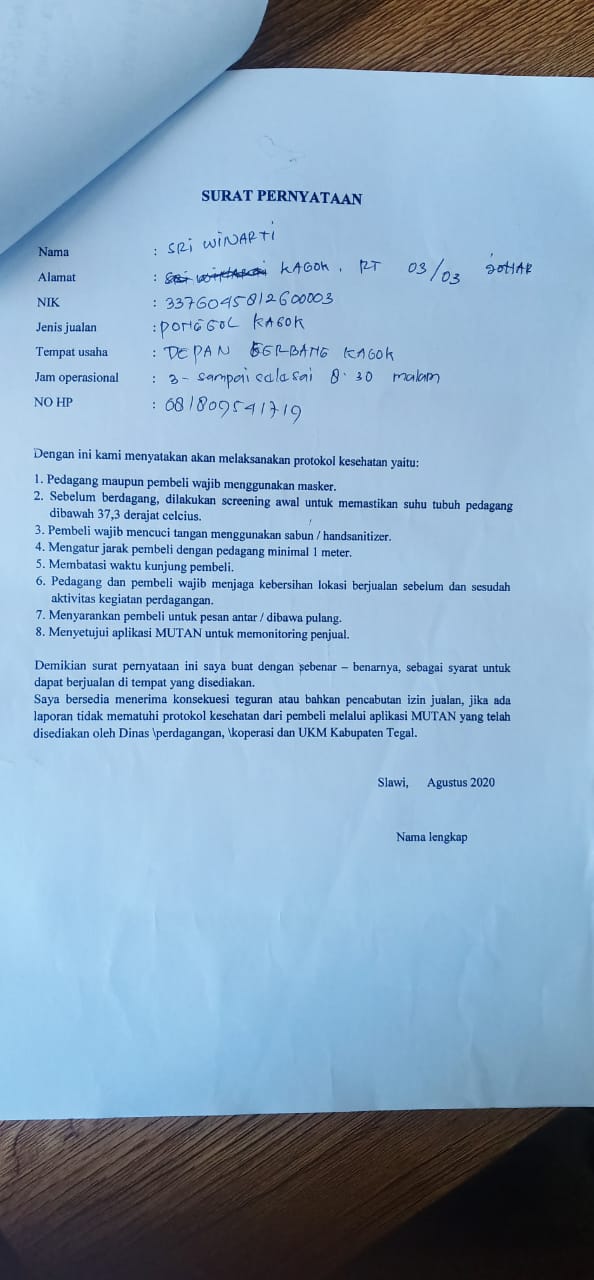 SURAT PERNYATAAN
Nama : SRI WINARTI
Alamat : KAGOK. RT 03/03 JOHAR
NIK : 3376045812600003
Jenis jualan : PONGGOL KAGOK
Tempat usaha : DEPAN GERBANG KAGOK
Jam operasional : 3 - sampai selasai 8.30 malam
NO HP : 081809541719
Dengan ini kami menyatakan akan melaksanakan protokol kesehatan yaitu:
1. Pedagang maupun pembeli wajib menggunakan masker.
2. Sebelum berdagang, dilakukan screening awal untuk memastikan suhu tubuh pedagang
dibawah 37,3 derajat celcius.
3. Pembeli wajib mencuci tangan menggunakan sabun / handsanitizer.
4. Mengatur jarak pembeli dengan pedagang minimal 1 meter.
5. Membatasi waktu kunjung pembeli.
6. Pedagang dan pembeli wajib menjaga kebersihan lokasi berjualan sebelum dan sesudah
aktivitas kegiatan perdagangan.
7. Menyarankan pembeli untuk pesan antar / dibawa pulang.
8. Menyetujui aplikasi MUTAN untuk memonitoring penjual.
Demikian surat pernyataan ini saya buat dengan sebenar – benarnya, sebagai syarat untuk
dapat berjualan di tempat yang disediakan.
Saya bersedia menerima konsekuesi teguran atau bahkan pencabutan izin jualan, jika ada
laporan tidak mematuhi protokol kesehatan dari pembeli melalui aplikasi MUTAN yang telah
disediakan oleh Dinas \perdagangan, \koperasi dan UKM Kabupaten Tegal.
Slawi, Agustus 2020
Nama lengkap